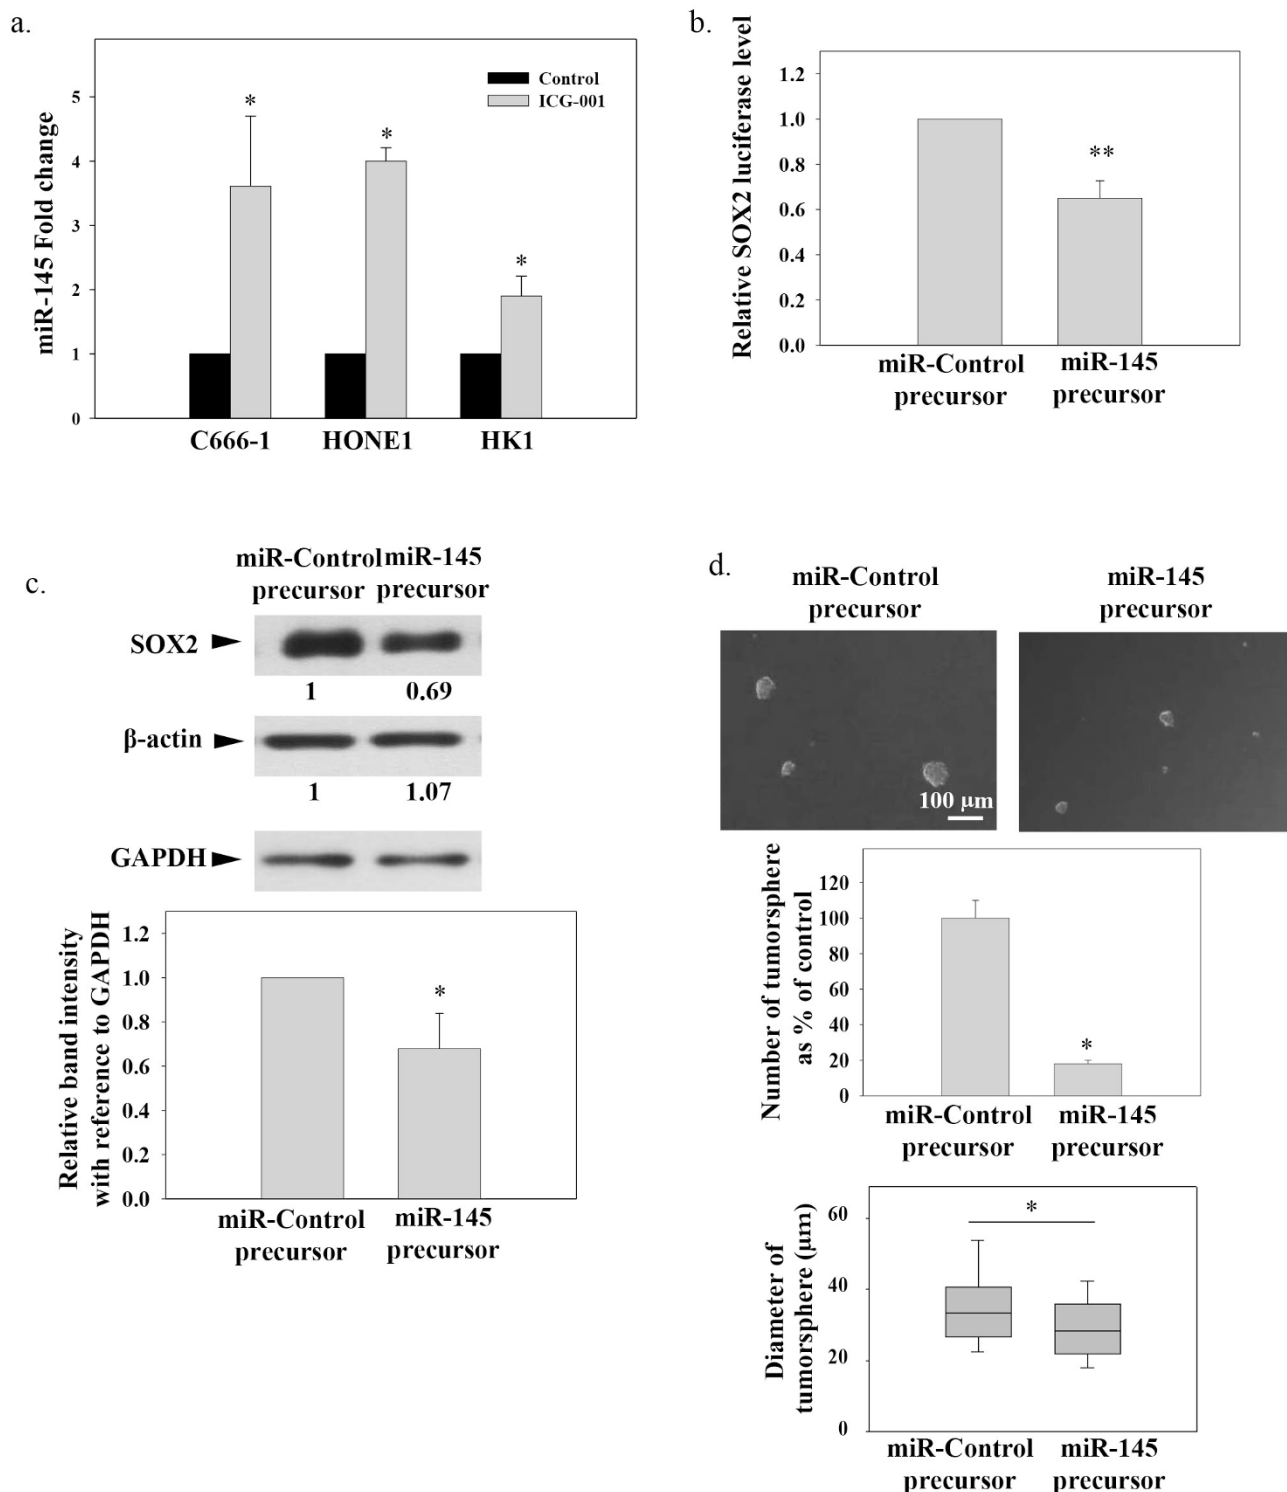 a.
miR-145 Fold change
5
4
3
2
1
0
Control
ICG-001
*
*
*
C666-1 HONE1 HK1
b.
Relative SOX2 luciferase level
1.2
1.0
0.8
0.6
0.4
0.2
0.0
**
miR-Control miR-145
precursor precursor
c.
miR-Control miR-145
precursor precursor
SOX2
1 0.69
β-actin
1 1.07
GAPDH
Relative band intensity
with reference to GAPDH
1.2
1.0
0.8
0.6
0.4
0.2
0.0
*
miR-Control miR-145
precursor precursor
d.
miR-Control miR-145
precursor precursor
100 μm
Number of tumorsphere
as % of control
120
100
80
60
40
20
0
*
miR-Control miR-145
precursor precursor
Diameter of
tumorsphere (μm)
60
40
20
0
*
miR-Control miR-145
precursor precursor